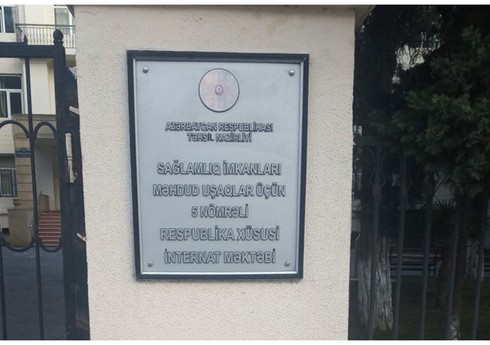 AZƏRBAYCAN RESPUBLİKASI
TƏHSİL NAZİRLİYİ
SAĞLAMLIQ İMKANLARI
MƏHDUD UŞAQLAR ÜÇÜN
5 NÖMRƏLİ
RESPUBLİKA XÜSUSİ
İNTERNAT MƏKTƏBİ